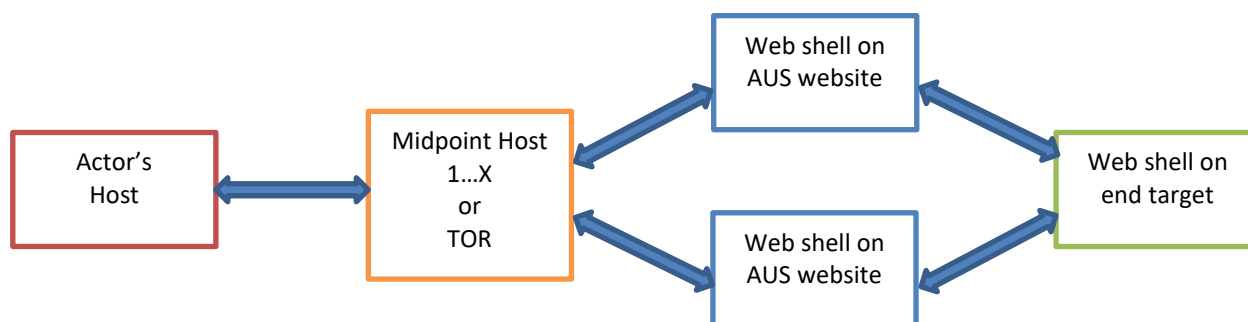 Actor’s
Host
Midpoint Host
1…X
or
TOR
Web shell on
AUS website
Web shell on
AUS website
Web shell on
end target